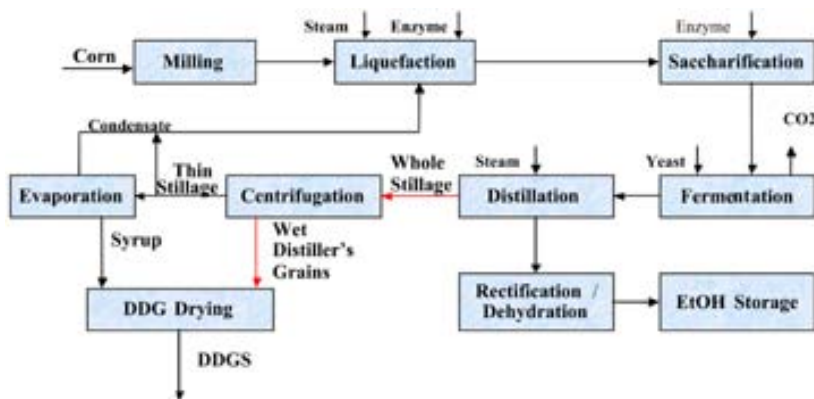 Steam
Enzyme
Enzyme
Corn
Milling
Liquefaction
Saccharification
Condensate
CO2
Thin
Stillage
Whole
Stillage
Steam
Yeast
Evaporation
Centrifugation
Distillation
Fermentation
Syrup
Wet
Distiller's
Grains
DDG Drying
Rectification /
Dehydration
EtOH Storage
DDGS